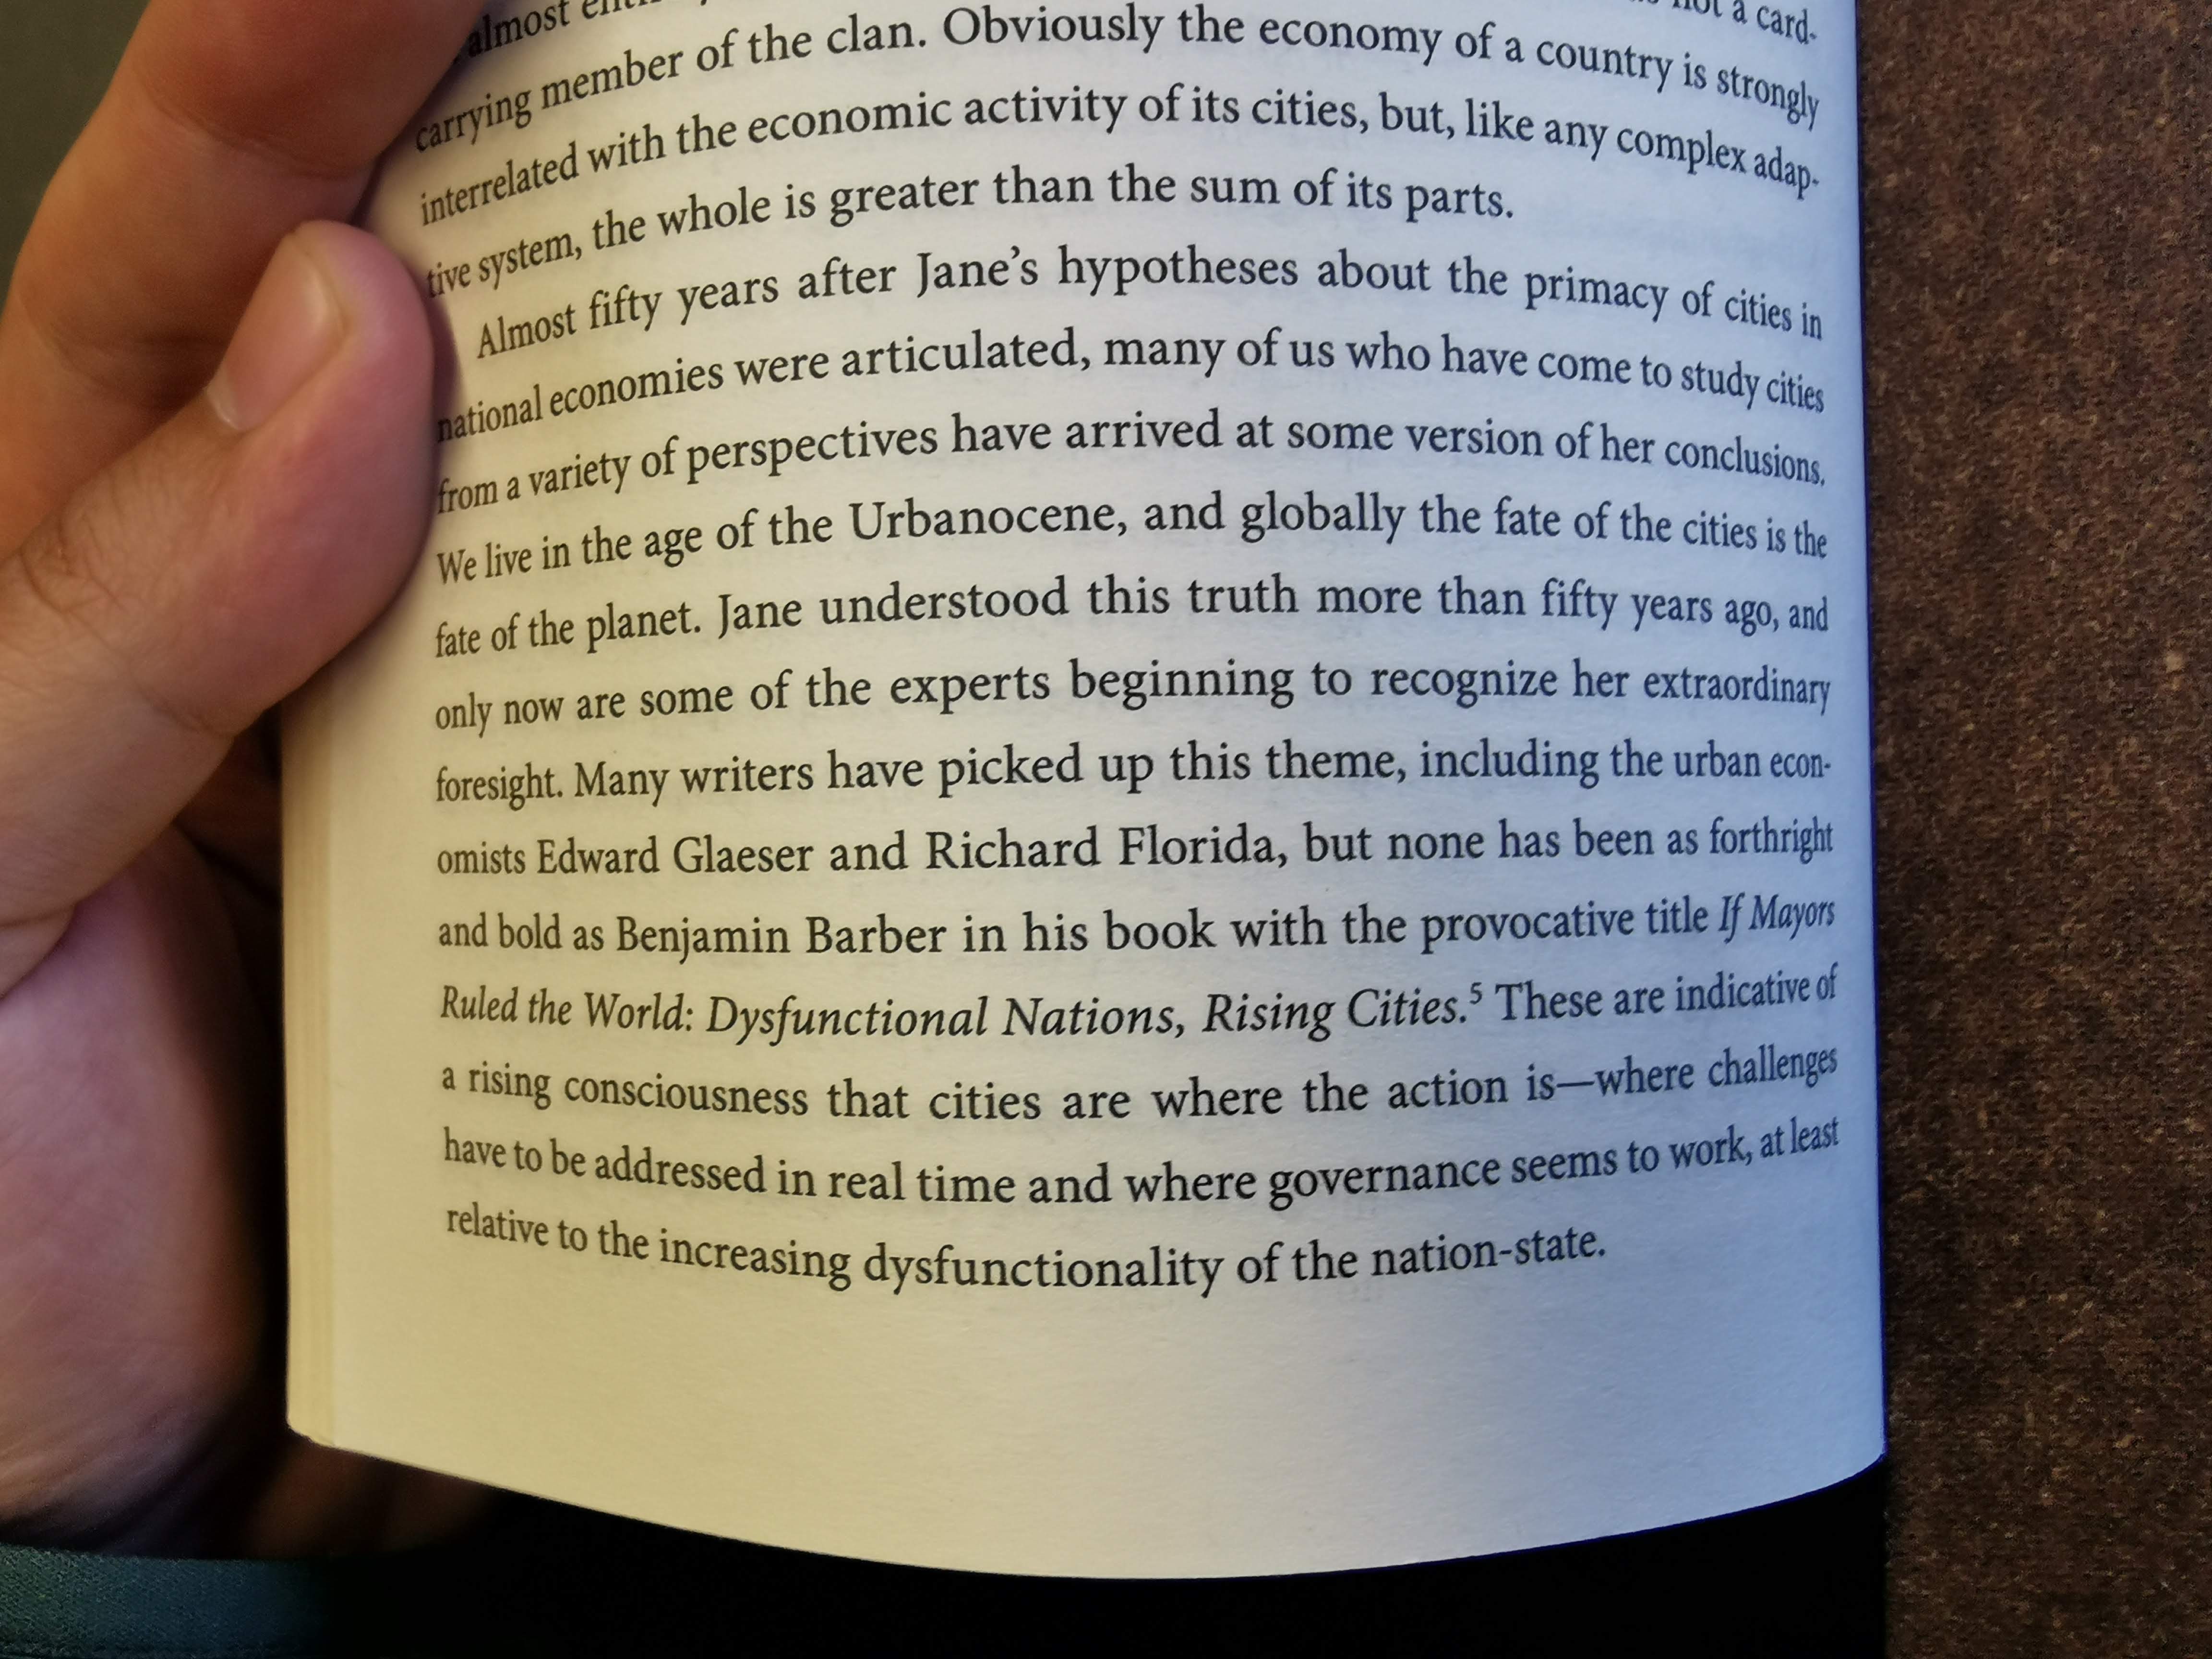 almost
not a card-
carrying member of the clan. Obviously the economy of a country is strongly
interrelated with the economic activity of its cities, but, like any complex adap-
tive system, the whole is greater than the sum of its parts.
Almost fifty years after Jane's hypotheses about the primacy of cities in
national economies were articulated, many of us who have come to study cities
from a variety of perspectives have arrived at some version of her conclusions.
We live in the age of the Urbanocene, and globally the fate of the cities is the
fate of the planet. Jane understood this truth more than fifty years ago, and
only now are some of the experts beginning to recognize her extraordinary
foresight. Many writers have picked up this theme, including the urban econ-
omists Edward Glaeser and Richard Florida, but none has been as forthright
and bold as Benjamin Barber in his book with the provocative title If Mayors
Ruled the World: Dysfunctional Nations, Rising Cities.⁵ These are indicative of
a rising consciousness that cities are where the action is—where challenges
have to be addressed in real time and where governance seems to work, at least
relative to the increasing dysfunctionality of the nation-state.